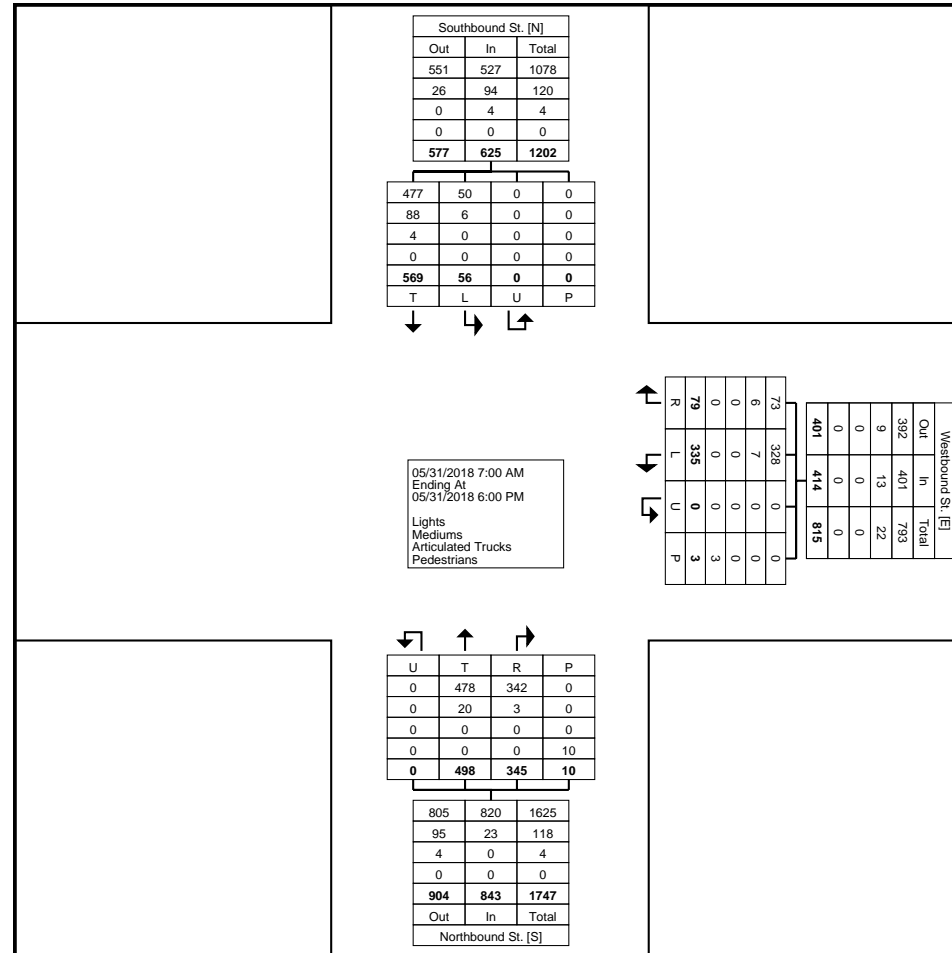 Southbound St. [N]
Out In Total
551 527 1078
26 94 120
0 4 4
0 0 0
577 625 1202
477 50 0 0
88 6 0 0
4 0 0 0
0 0 0 0
569 56 0 0
T L U P
Westbound St. [E]
Out In Total
392 401 793
9 13 22
0 0 0
0 0 0
401 414 815
73 328 0 0
6 7 0 0
0 0 0 0
0 0 0 3
79 335 0 3
R L U P
05/31/2018 7:00 AM
Ending At
05/31/2018 6:00 PM
Lights
Mediums
Articulated Trucks
Pedestrians
U T R P
0 478 342 0
0 20 3 0
0 0 0 0
0 0 0 10
0 498 345 10
805 820 1625
95 23 118
4 0 4
0 0 0
904 843 1747
Out In Total
Northbound St. [S]